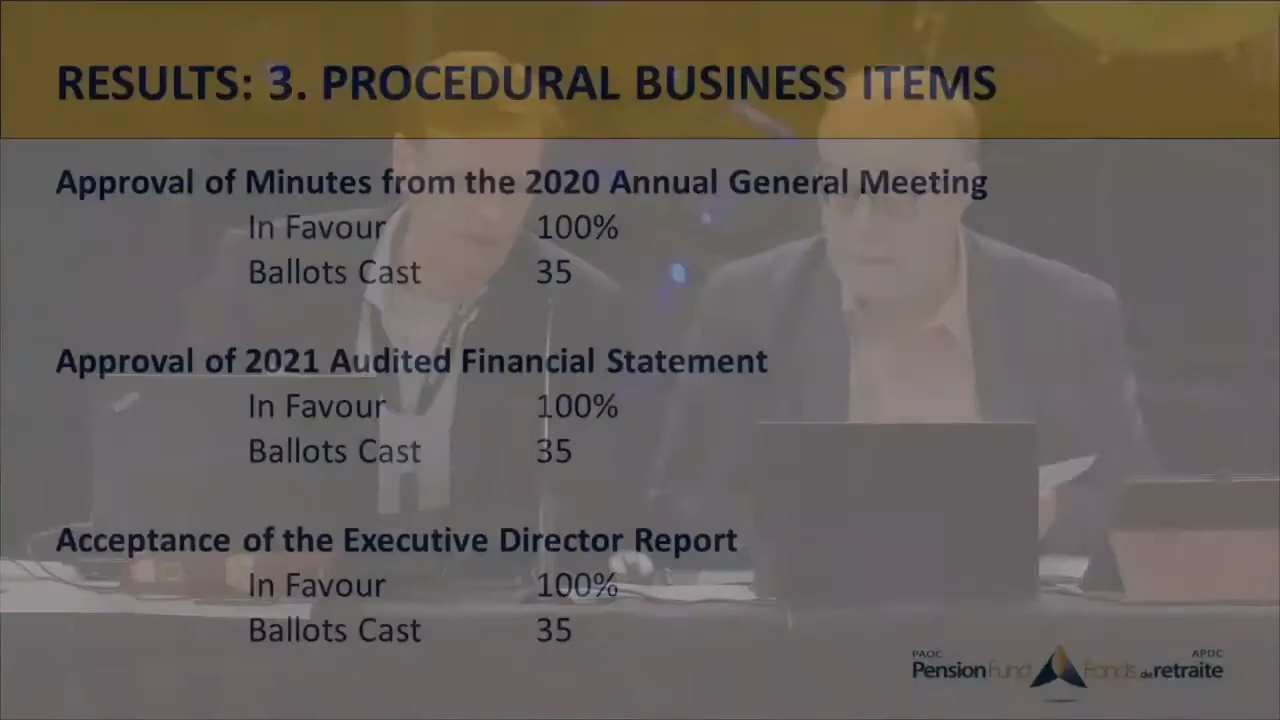 RESULTS: 3. PROCEDURAL BUSINESS ITEMS
Approval of Minutes from the 2020 Annual General Meeting
In Favour 100%
Ballots Cast 35
Approval of 2021 Audited Financial Statement
In Favour 100%
Ballots Cast 35
Acceptance of the Executive Director Report
In Favour 100%
Ballots Cast 35
PAOC APDC
Pension Fund Fonds de retraite